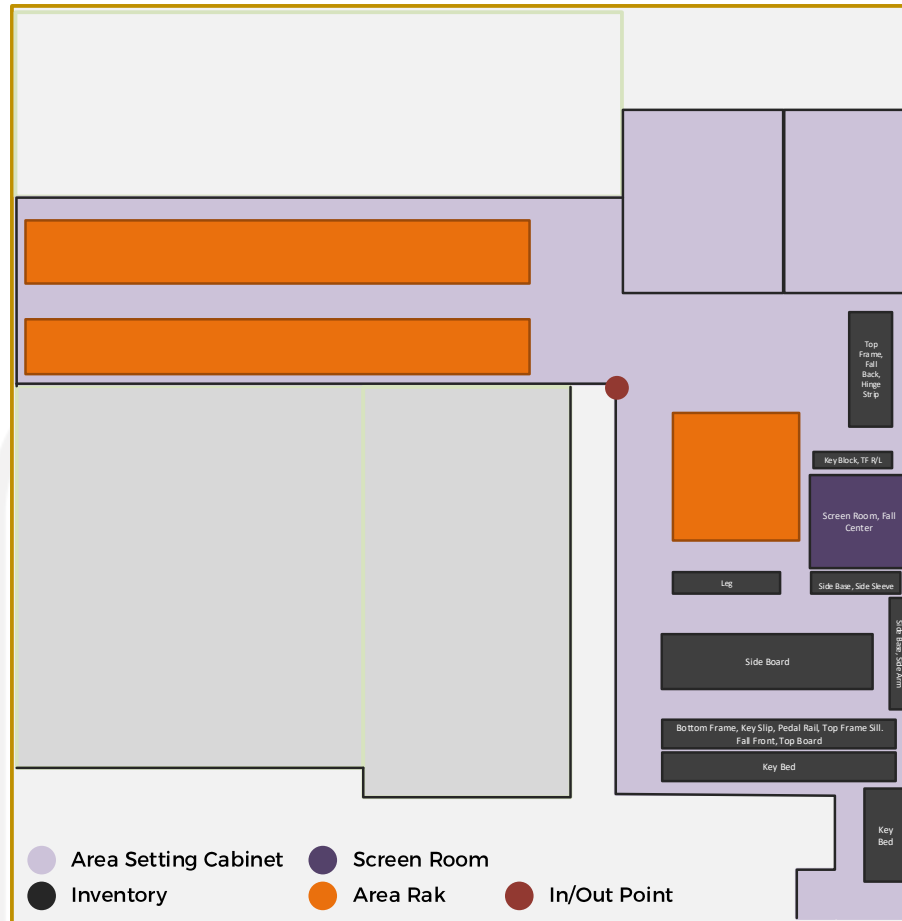 Top
Frame,
Fall
Back,
Hinge
Strip
Key Block, TF R/L
Screen Room, Fall
Center
Leg
Side Base, Side Sleeve
Side Base, Side Arm
Side Board
Bottom Frame, Key Slip, Pedal Rail, Top Frame Sill.
Fall Front, Top Board
Key Bed
Key
Bed
Area Setting Cabinet
Screen Room
Inventory
Area Rak
In/Out Point